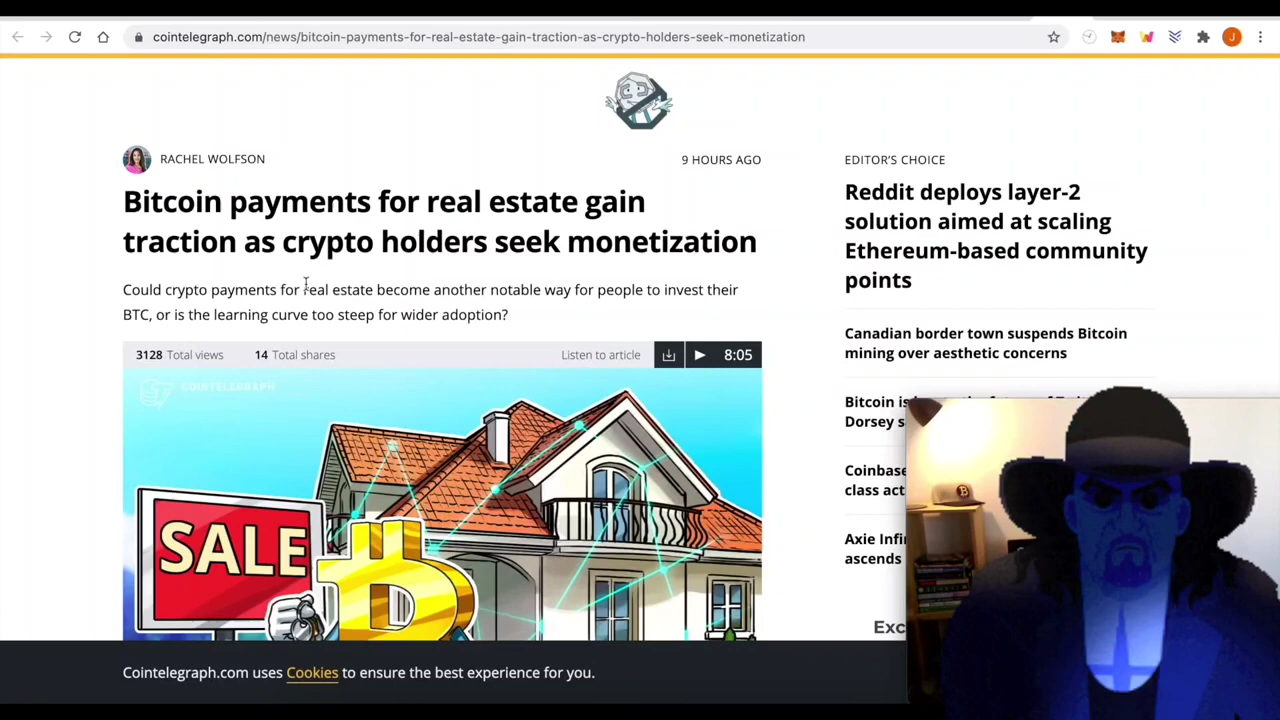 cointelegraph.com/news/bitcoin-payments-for-real-estate-gain-traction-as-crypto-holders-seek-monetization
J
RACHEL WOLFSON
9 HOURS AGO
Bitcoin payments for real estate gain
traction as crypto holders seek monetization
Could crypto payments for real estate become another notable way for people to invest their
BTC, or is the learning curve too steep for wider adoption?
3128 Total views
14 Total shares
Listen to article
8:05
COINTELEGRAPH
SALE
EDITOR'S CHOICE
Reddit deploys layer-2
solution aimed at scaling
Ethereum-based community
points
Canadian border town suspends Bitcoin
mining over aesthetic concerns
Bitcoin is
Dorsey
Coinbase
class
Axie
ascends
Cointelegraph.com uses Cookies to ensure the best experience for you.